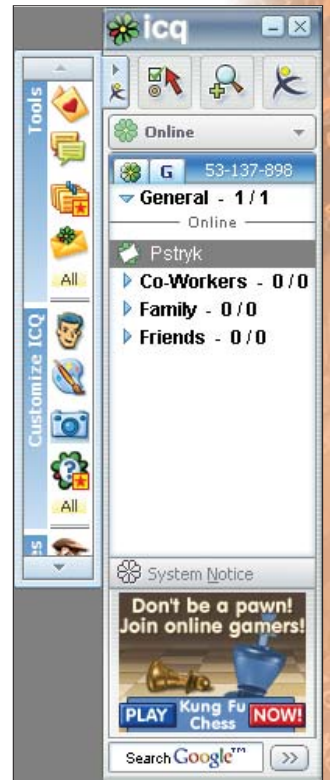 icq
Tools
All
Customize ICQ
All
Online
G 53-137-898
General - 1/1
Online
Pstryk
Co-Workers - 0/0
Family - 0/0
Friends - 0/0
System Notice
Don't be a pawn!
Join online gamers!
PLAY Kung Fu Chess NOW!
Search Google™